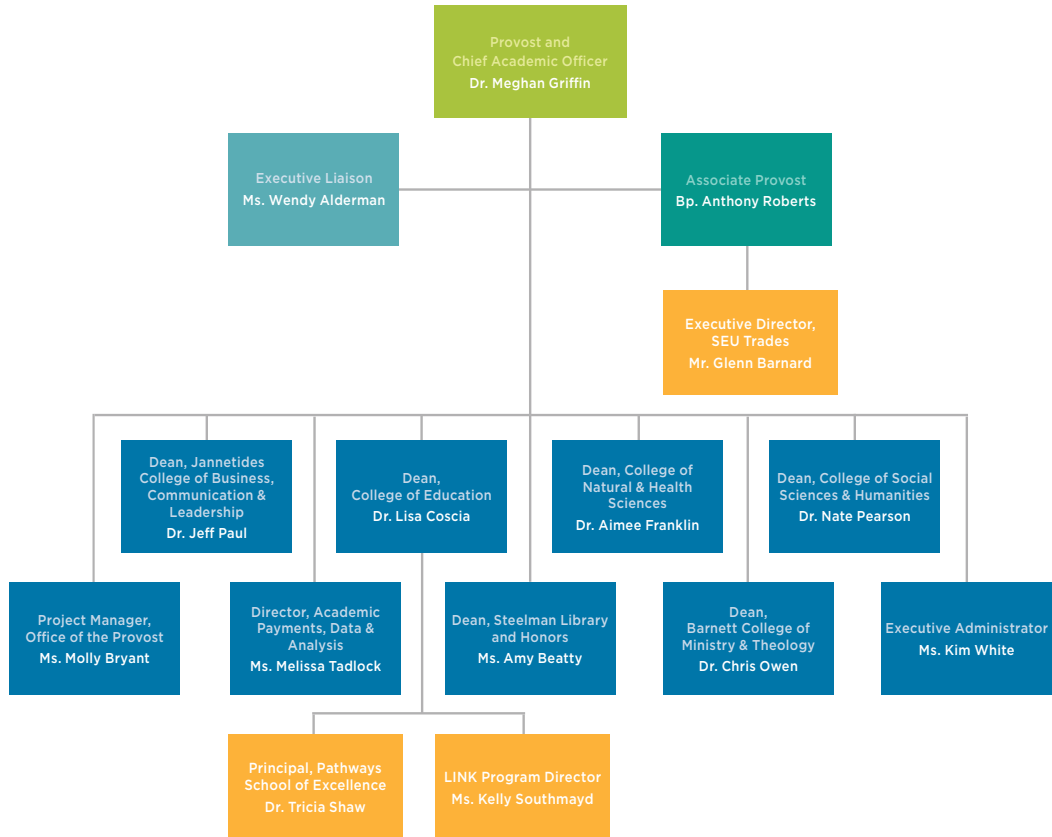 Provost and
Chief Academic Officer
Dr. Meghan Griffin
Executive Liaison
Ms. Wendy Alderman
Associate Provost
Bp. Anthony Roberts
Executive Director,
SEU Trades
Mr. Glenn Barnard
Dean, Jannetides
College of Business,
Communication &
Leadership
Dr. Jeff Paul
Dean,
College of Education
Dr. Lisa Coscia
Dean, College of
Natural & Health
Sciences
Dr. Aimee Franklin
Dean, College of Social
Sciences & Humanities
Dr. Nate Pearson
Project Manager,
Office of the Provost
Ms. Molly Bryant
Director, Academic
Payments, Data &
Analysis
Ms. Melissa Tadlock
Dean, Steelman Library
and Honors
Ms. Amy Beatty
Dean,
Barnett College of
Ministry & Theology
Dr. Chris Owen
Executive Administrator
Ms. Kim White
Principal, Pathways
School of Excellence
Dr. Tricia Shaw
LINK Program Director
Ms. Kelly Southmayd